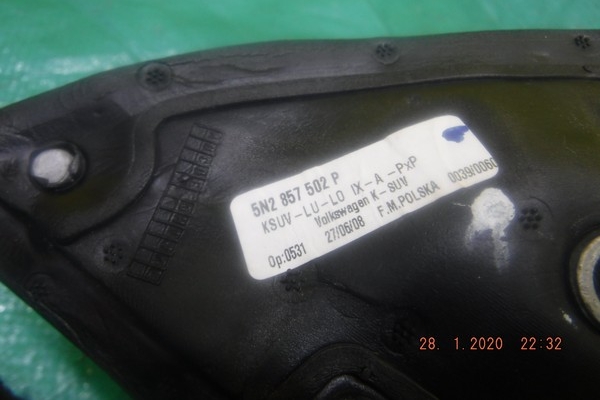 5N2 857 502 P
KSUV-LU-LO IX-A -PxP
Volkswagen K-SUV
Op:0531 27/06/08 F.M.POLSKA 0039/0060
28. 1.2020 22:32